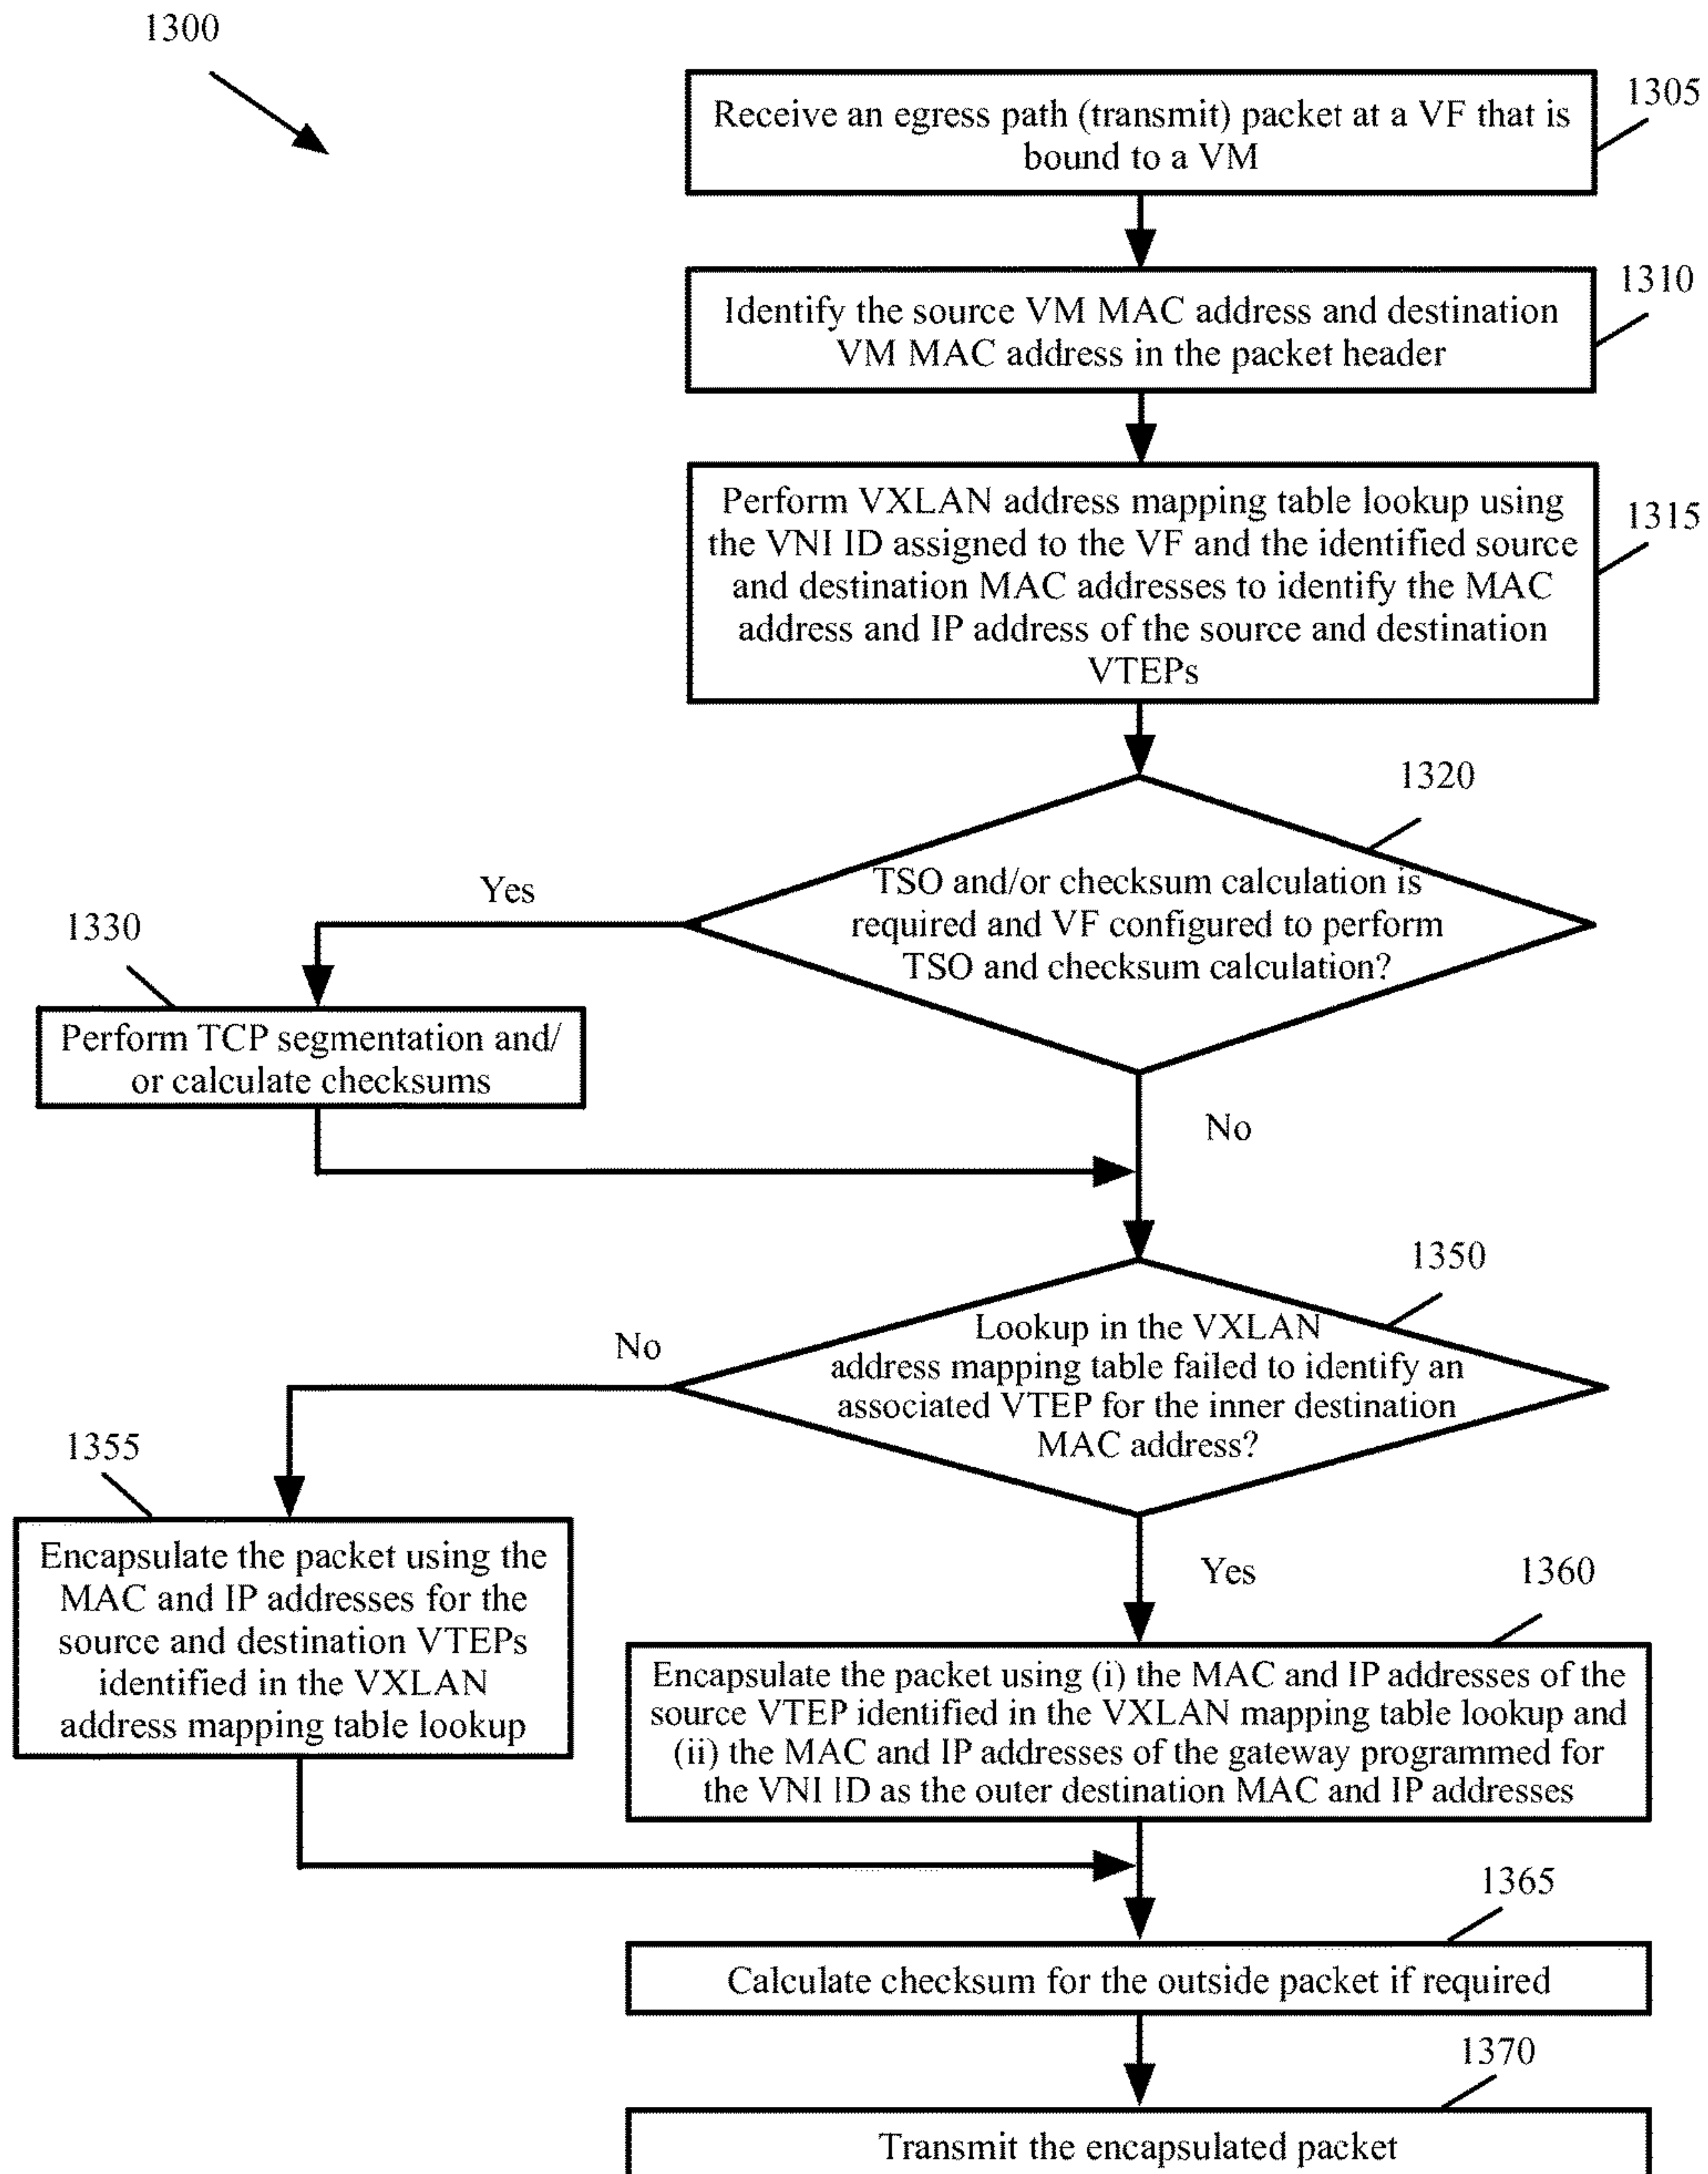 1300
Receive an egress path (transmit) packet at a VF that is
bound to a VM
1305
Identify the source VM MAC address and destination
VM MAC address in the packet header
1310
Perform VXLAN address mapping table lookup using
the VNI ID assigned to the VF and the identified source
and destination MAC addresses to identify the MAC
address and IP address of the source and destination
VTEPs
1315
1320
TSO and/or checksum calculation is
required and VF configured to perform
TSO and checksum calculation?
Yes
1330
Perform TCP segmentation and/
or calculate checksums
No
1350
Lookup in the VXLAN
address mapping table failed to identify an
associated VTEP for the inner destination
MAC address?
No
1355
Encapsulate the packet using the
MAC and IP addresses for the
source and destination VTEPs
identified in the VXLAN
address mapping table lookup
Yes
1360
Encapsulate the packet using (i) the MAC and IP addresses of the
source VTEP identified in the VXLAN mapping table lookup and
(ii) the MAC and IP addresses of the gateway programmed for
the VNI ID as the outer destination MAC and IP addresses
1365
Calculate checksum for the outside packet if required
1370
Transmit the encapsulated packet